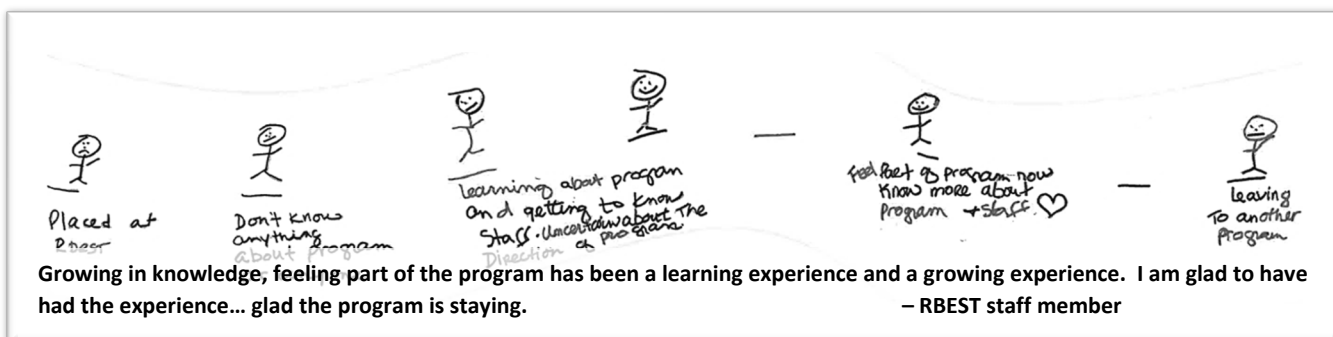 Placed at
Rbest
Don't know
anything
about program
Learning about program
and getting to know
Staff. Uncertain about The
Direction of program
Feel Part of program now
Know more about
Program + Staff. ♡
Leaving
To another
Program
Growing in knowledge, feeling part of the program has been a learning experience and a growing experience. I am glad to have
had the experience… glad the program is staying. – RBEST staff member